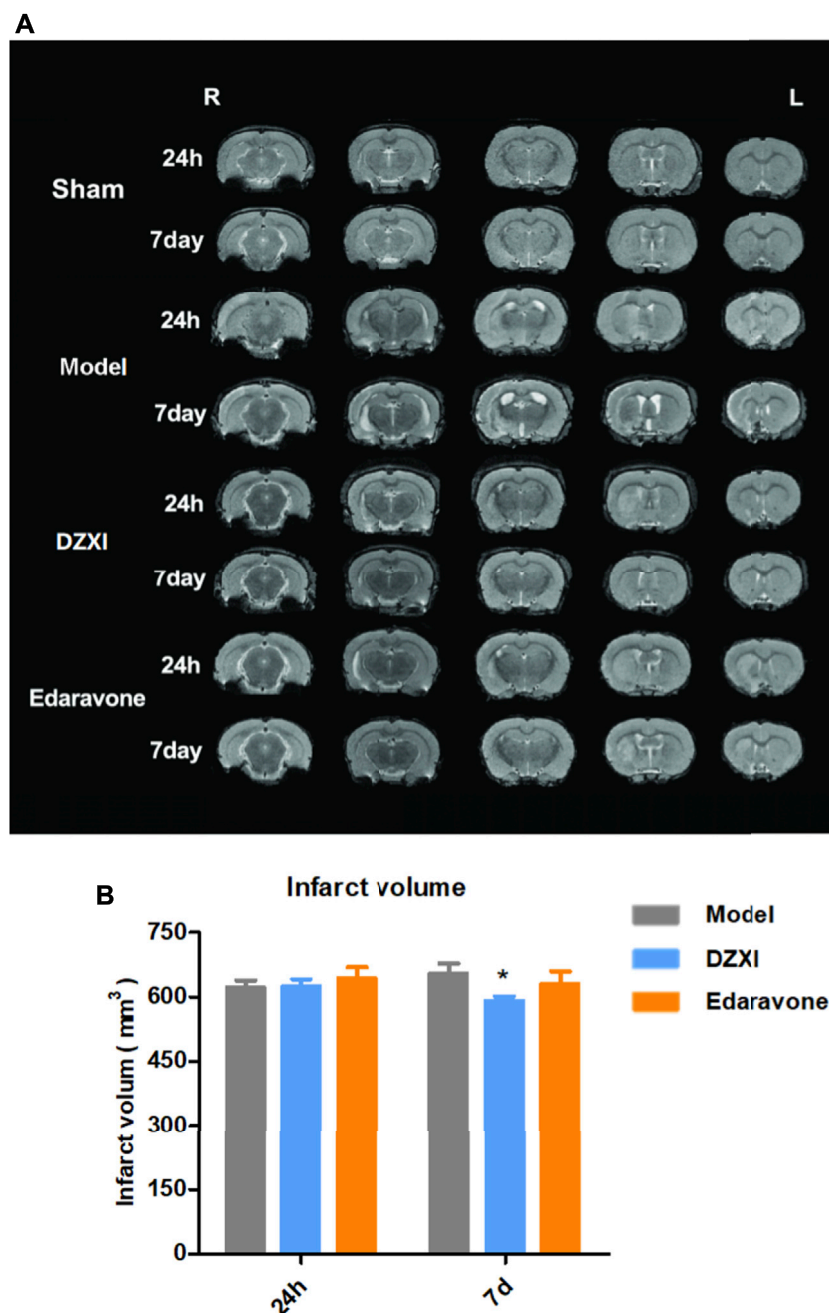 A
R L
24h
Sham
7day
24h
Model
7day
24h
DZXI
7day
24h
Edaravone
7day
B
Infarct volume
Infarct volum ( mm³ )
750
600
450
300
150
0
*
24h 7d
Model
DZXI
Edaravone